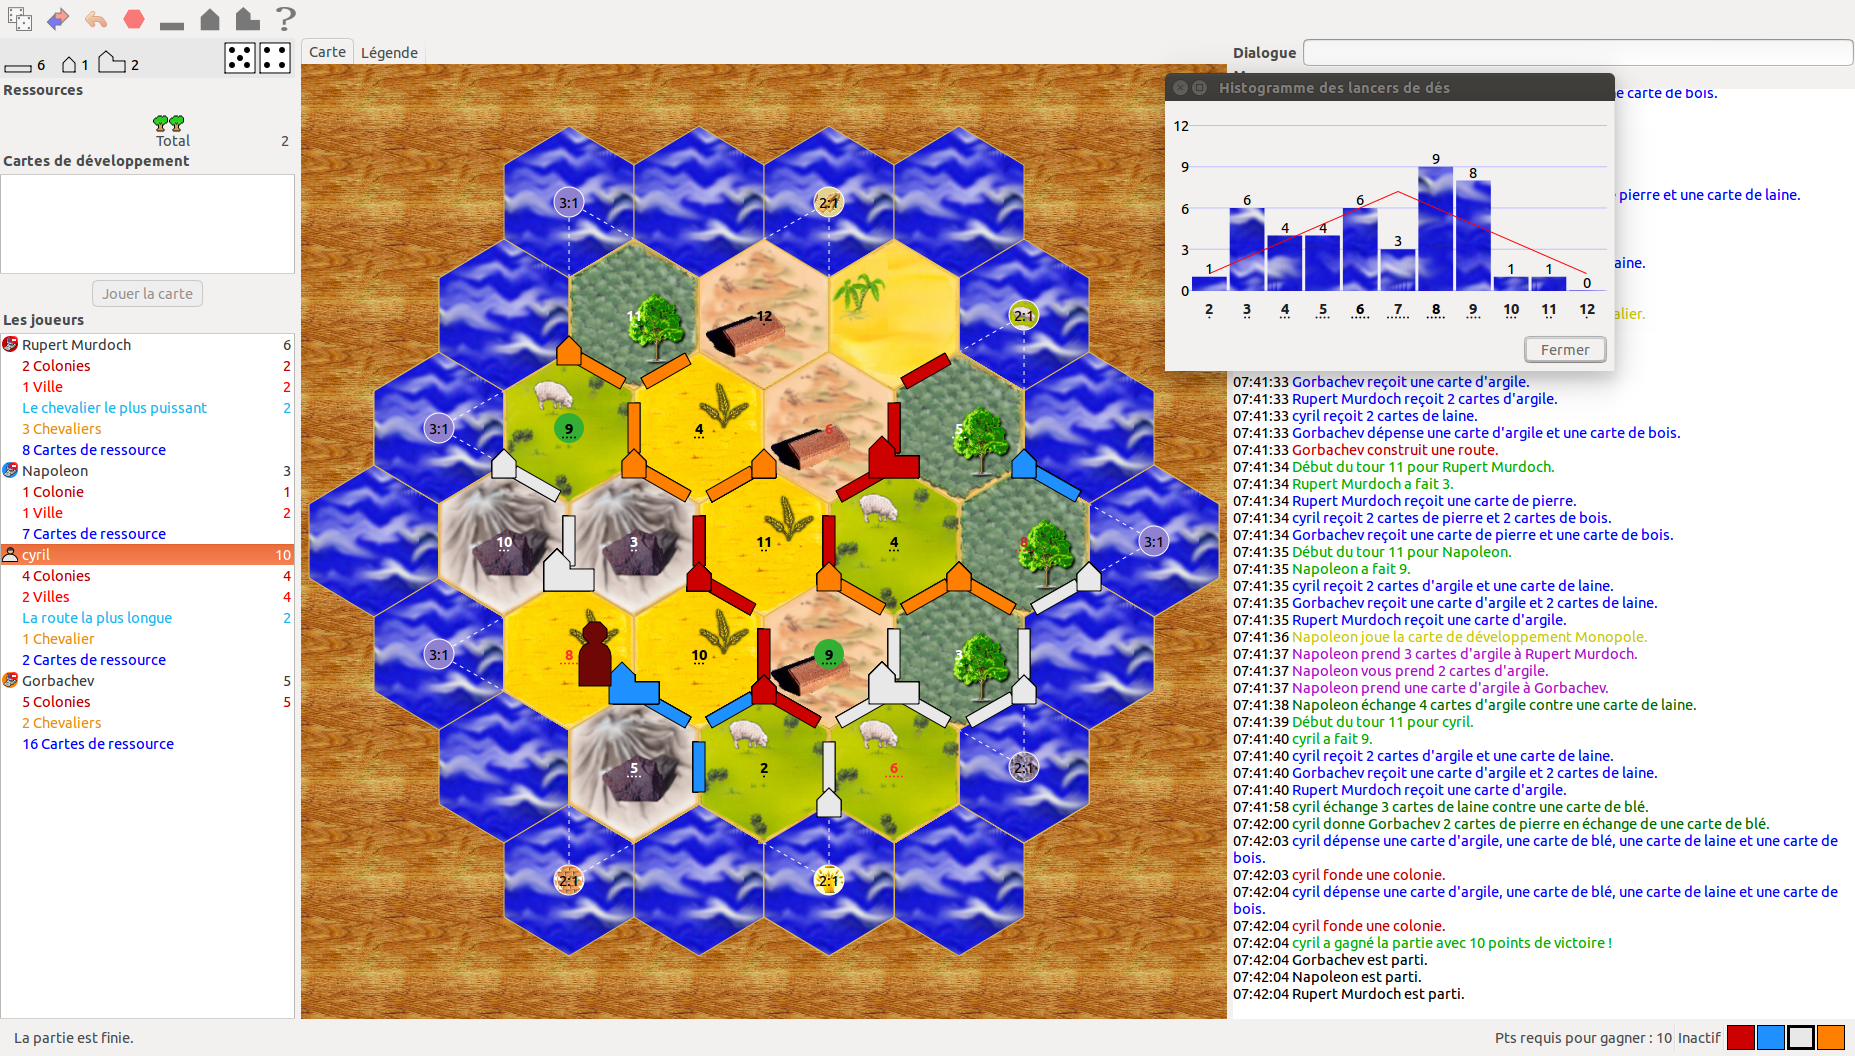 6 1 2
Ressources
Total 2
Cartes de développement
Jouer la carte
Les joueurs
Rupert Murdoch 6
2 Colonies 2
1 Ville 2
Le chevalier le plus puissant 2
3 Chevaliers
8 Cartes de ressource
Napoleon 3
1 Colonie 1
1 Ville 2
7 Cartes de ressource
cyril 10
4 Colonies 4
2 Villes 4
La route la plus longue 2
1 Chevalier
2 Cartes de ressource
Gorbachev 5
5 Colonies 5
2 Chevaliers
16 Cartes de ressource
Carte Légende
3:1 2:1
11 12 2:1
3:1 9 4 6 5
10 3 11 4 8 3:1
3:1 8 10 9 3
5 2 6 2:1
2:1 2:1
Dialogue
Histogramme des lancers de dés
12
9
6
3
0
1 6 4 4 6 3 9 8 1 1 0
2 3 4 5 6 7 8 9 10 11 12
Fermer
e carte de bois.
pierre et une carte de laine.
aine.
alier.
07:41:33 Gorbachev reçoit une carte d'argile.
07:41:33 Rupert Murdoch reçoit 2 cartes d'argile.
07:41:33 cyril reçoit 2 cartes de laine.
07:41:33 Gorbachev dépense une carte d'argile et une carte de bois.
07:41:33 Gorbachev construit une route.
07:41:34 Début du tour 11 pour Rupert Murdoch.
07:41:34 Rupert Murdoch a fait 3.
07:41:34 Rupert Murdoch reçoit une carte de pierre.
07:41:34 cyril reçoit 2 cartes de pierre et 2 cartes de bois.
07:41:34 Gorbachev reçoit une carte de pierre et une carte de bois.
07:41:35 Début du tour 11 pour Napoleon.
07:41:35 Napoleon a fait 9.
07:41:35 cyril reçoit 2 cartes d'argile et une carte de laine.
07:41:35 Gorbachev reçoit une carte d'argile et 2 cartes de laine.
07:41:35 Rupert Murdoch reçoit une carte d'argile.
07:41:36 Napoleon joue la carte de développement Monopole.
07:41:37 Napoleon prend 3 cartes d'argile à Rupert Murdoch.
07:41:37 Napoleon vous prend 2 cartes d'argile.
07:41:37 Napoleon prend une carte d'argile à Gorbachev.
07:41:38 Napoleon échange 4 cartes d'argile contre une carte de laine.
07:41:39 Début du tour 11 pour cyril.
07:41:40 cyril a fait 9.
07:41:40 cyril reçoit 2 cartes d'argile et une carte de laine.
07:41:40 Gorbachev reçoit une carte d'argile et 2 cartes de laine.
07:41:40 Rupert Murdoch reçoit une carte d'argile.
07:41:58 cyril échange 3 cartes de laine contre une carte de blé.
07:42:00 cyril donne Gorbachev 2 cartes de pierre en échange de une carte de blé.
07:42:03 cyril dépense une carte d'argile, une carte de blé, une carte de laine et une carte de
bois.
07:42:03 cyril fonde une colonie.
07:42:04 cyril dépense une carte d'argile, une carte de blé, une carte de laine et une carte de
bois.
07:42:04 cyril fonde une colonie.
07:42:04 cyril a gagné la partie avec 10 points de victoire !
07:42:04 Gorbachev est parti.
07:42:04 Napoleon est parti.
07:42:04 Rupert Murdoch est parti.
La partie est finie.
Pts requis pour gagner : 10 Inactif